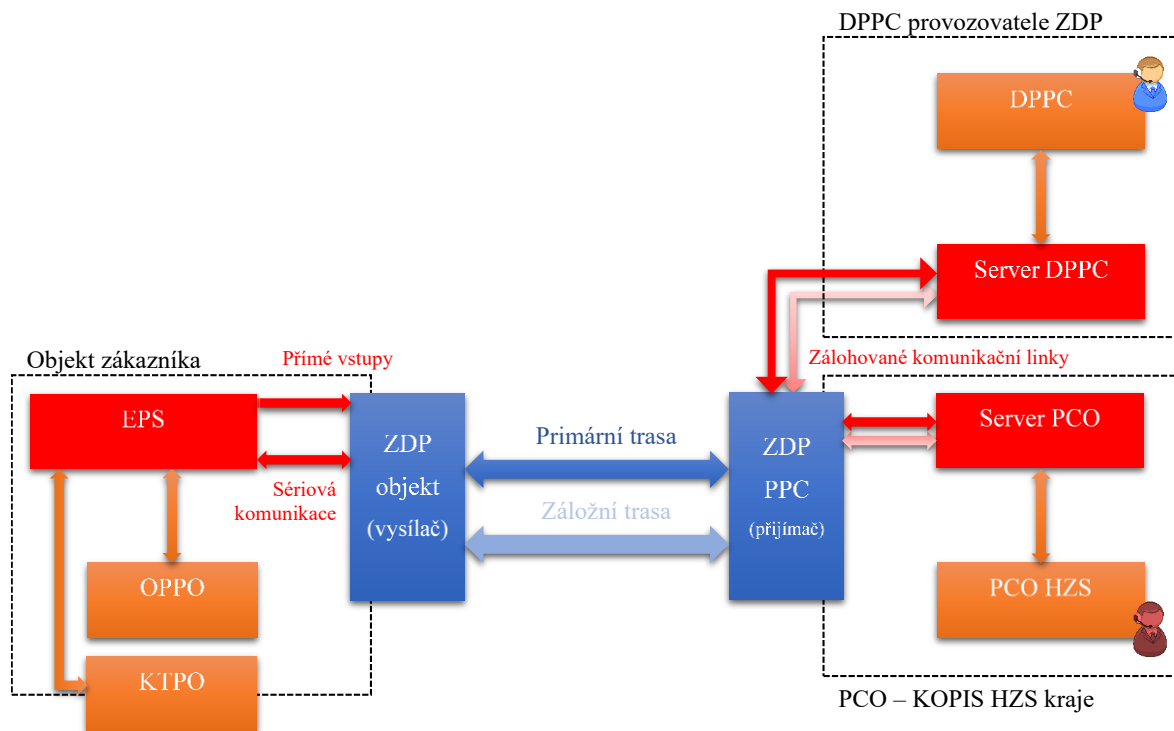 DPPC provozovatele ZDP
DPPC
Server DPPC
Zálohované komunikační linky
Objekt zákazníka
Přímé vstupy
EPS
Sériová
komunikace
OPPO
KTPO
ZDP
objekt
(vysílač)
Primární trasa
Záložní trasa
ZDP
PPC
(přijímač)
Server PCO
PCO HZS
PCO – KOPIS HZS kraje